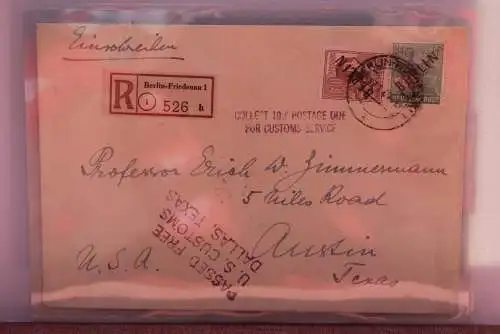 Einschreiben
R
Berlin-Friedenau 1
i 526 b
COLLECT 10¢ POSTAGE DUE
FOR CUSTOMS SERVICE
Professor Erich W. Zimmermann
5 Miles Road
Austin
Texas
U.S.A.
PASSED FREE
U. S. CUSTOMS
DALLAS, TEXAS